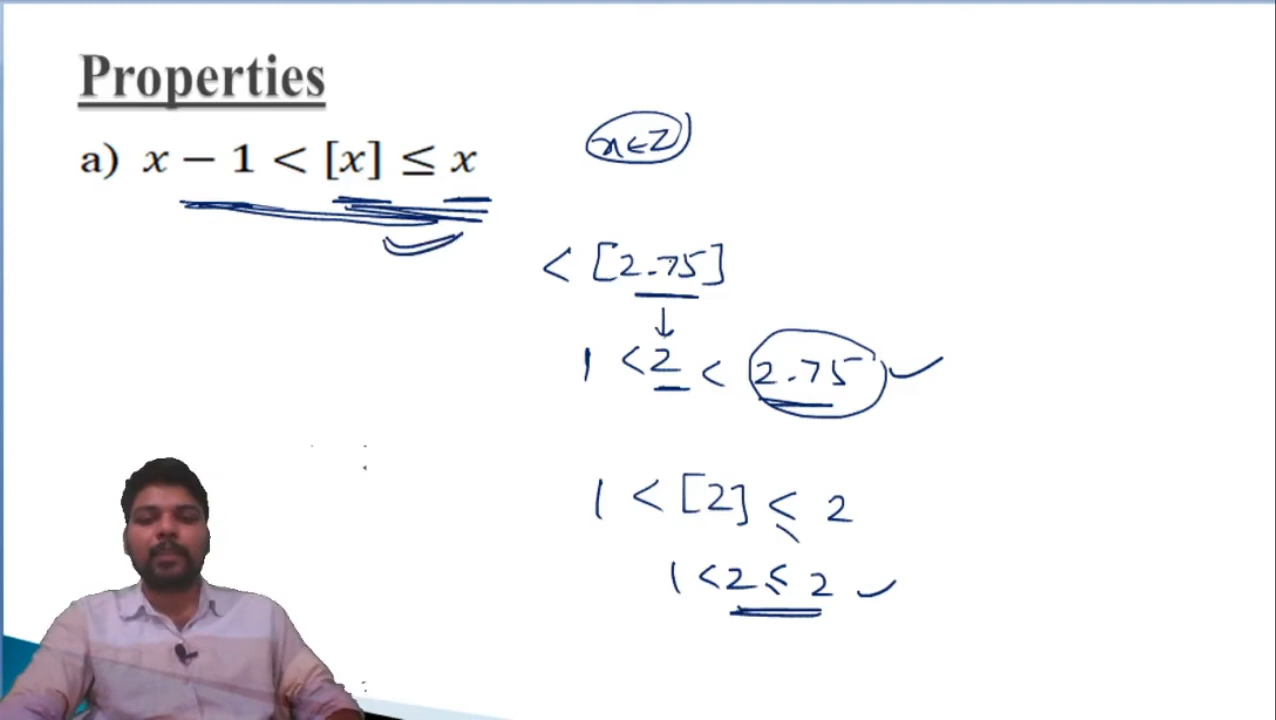 Properties
a) x − 1 < [x] ≤ x
x ∈ Z
< [2.75]
↓
1 < 2 < 2.75 ✓
1 < [2] ≤ 2
1 < 2 ≤ 2 ✓